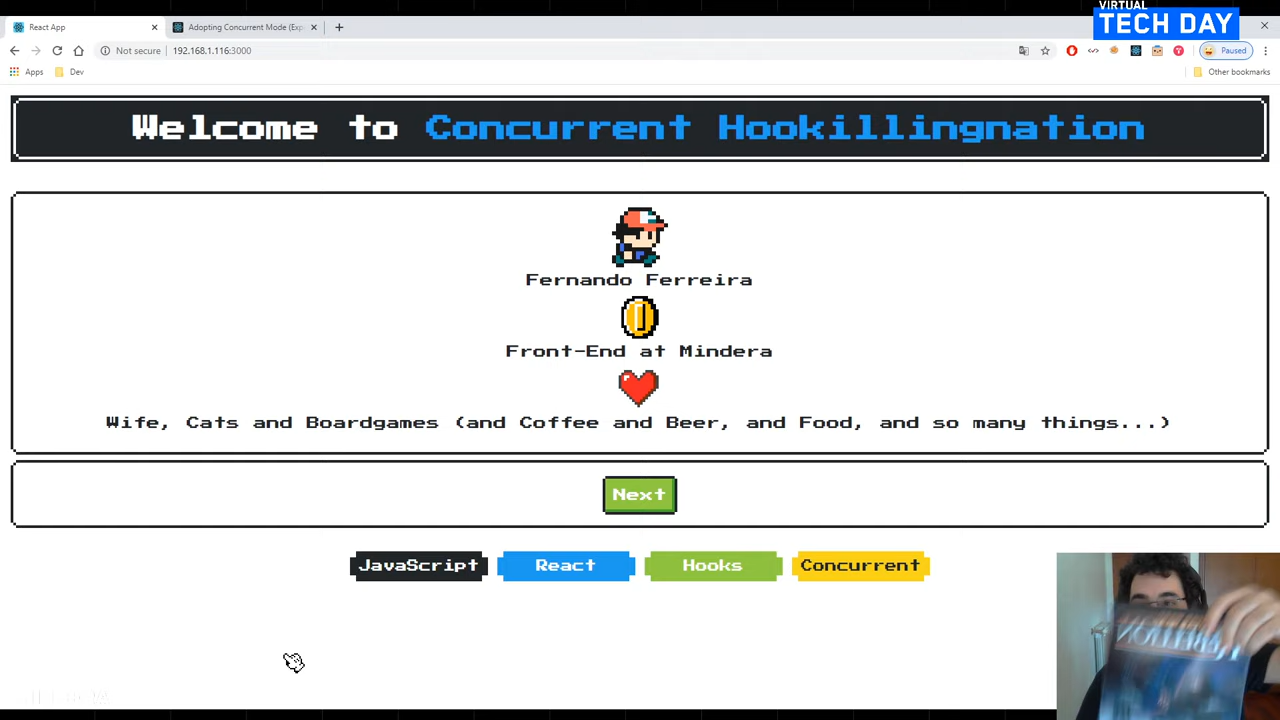 VIRTUAL
TECH DAY
React App
Adopting Concurrent Mode (Exp
Not secure
192.168.1.116:3000
Paused
Apps
Dev
Other bookmarks
Welcome to Concurrent Hookillingnation
Fernando Ferreira
Front-End at Mindera
Wife, Cats and Boardgames (and Coffee and Beer, and Food, and so many things...)
Next
JavaScript
React
Hooks
Concurrent